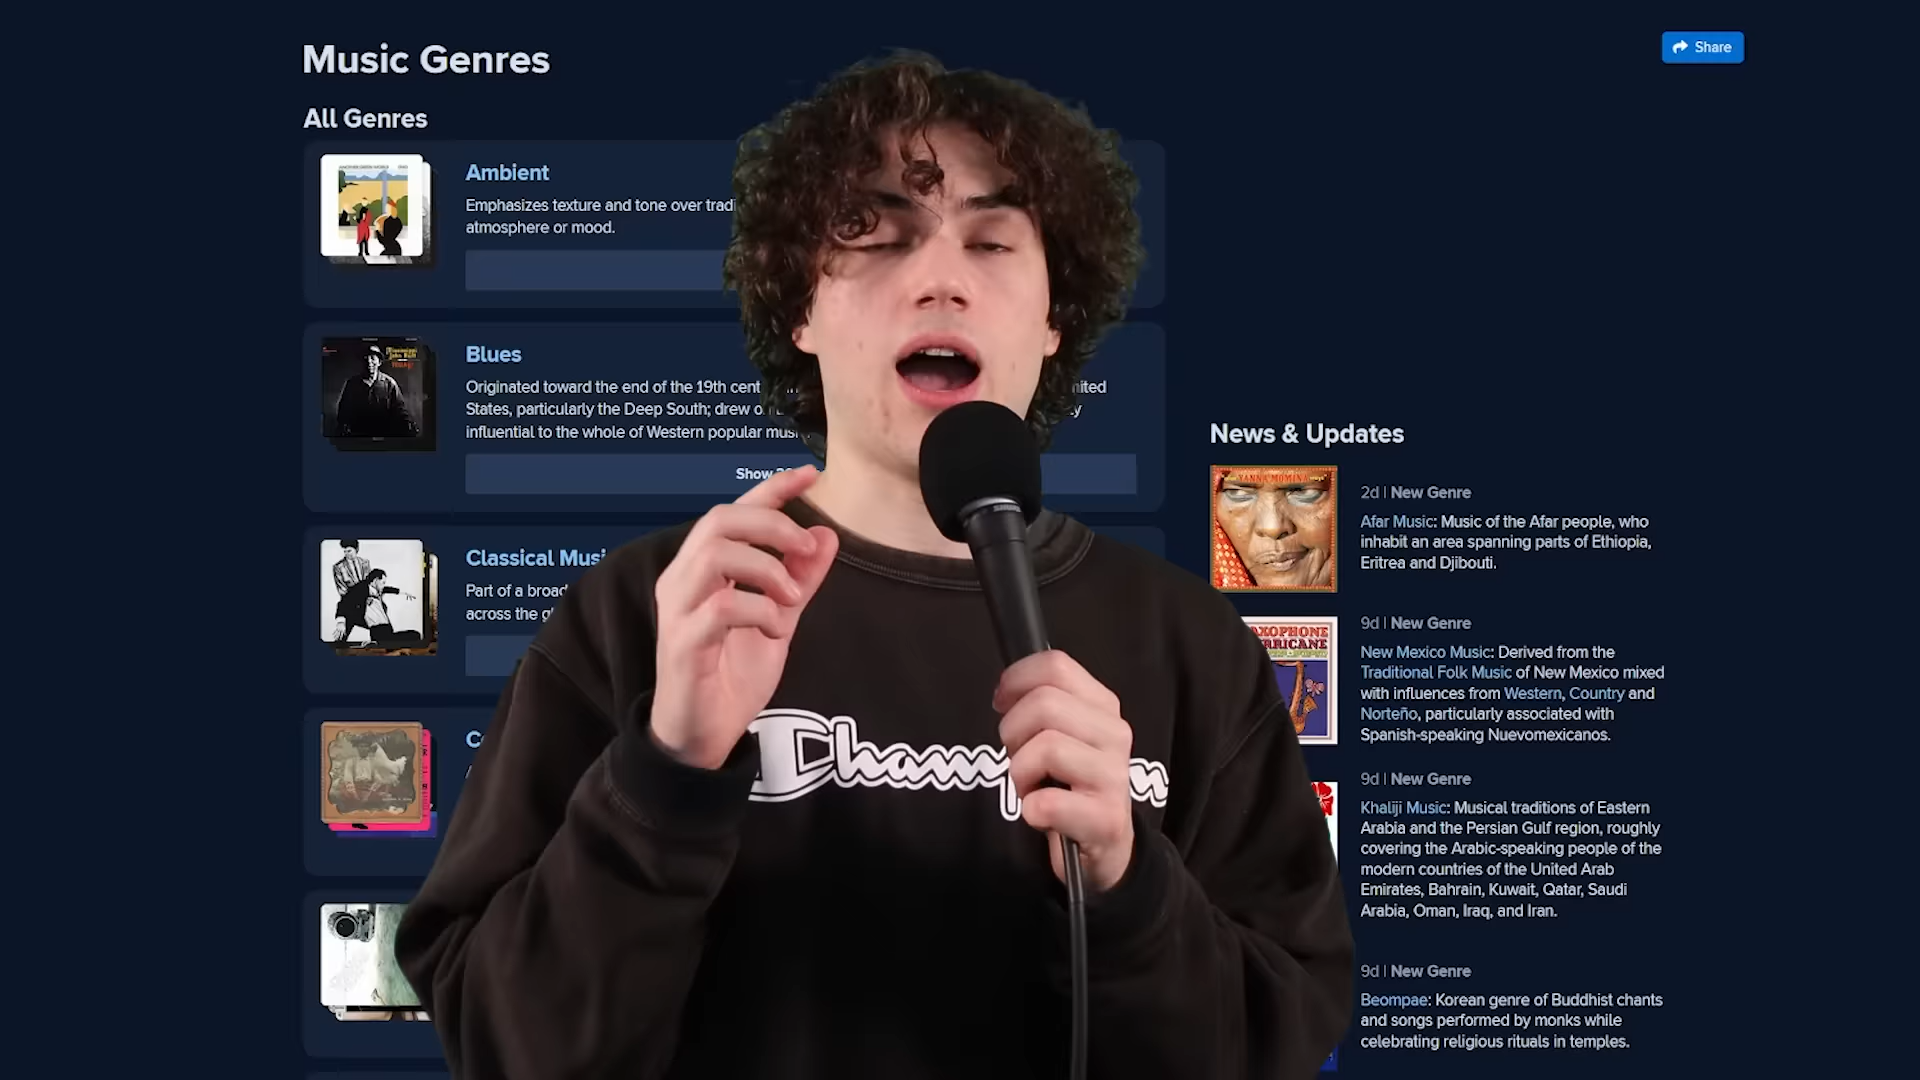 Music Genres
Share
All Genres
Ambient
Emphasizes texture and tone over tradi
atmosphere or mood.
Blues
Originated toward the end of the 19th cent
States, particularly the Deep South; drew o
influential to the whole of Western popular musi
Show
Classical Musi
Part of a broad
across the g
Champion
News & Updates
2d | New Genre
Afar Music: Music of the Afar people, who
inhabit an area spanning parts of Ethiopia,
Eritrea and Djibouti.
9d | New Genre
New Mexico Music: Derived from the
Traditional Folk Music of New Mexico mixed
with influences from Western, Country and
Norteño, particularly associated with
Spanish-speaking Nuevomexicanos.
9d | New Genre
Khaliji Music: Musical traditions of Eastern
Arabia and the Persian Gulf region, roughly
covering the Arabic-speaking people of the
modern countries of the United Arab
Emirates, Bahrain, Kuwait, Qatar, Saudi
Arabia, Oman, Iraq, and Iran.
9d | New Genre
Beompae: Korean genre of Buddhist chants
and songs performed by monks while
celebrating religious rituals in temples.